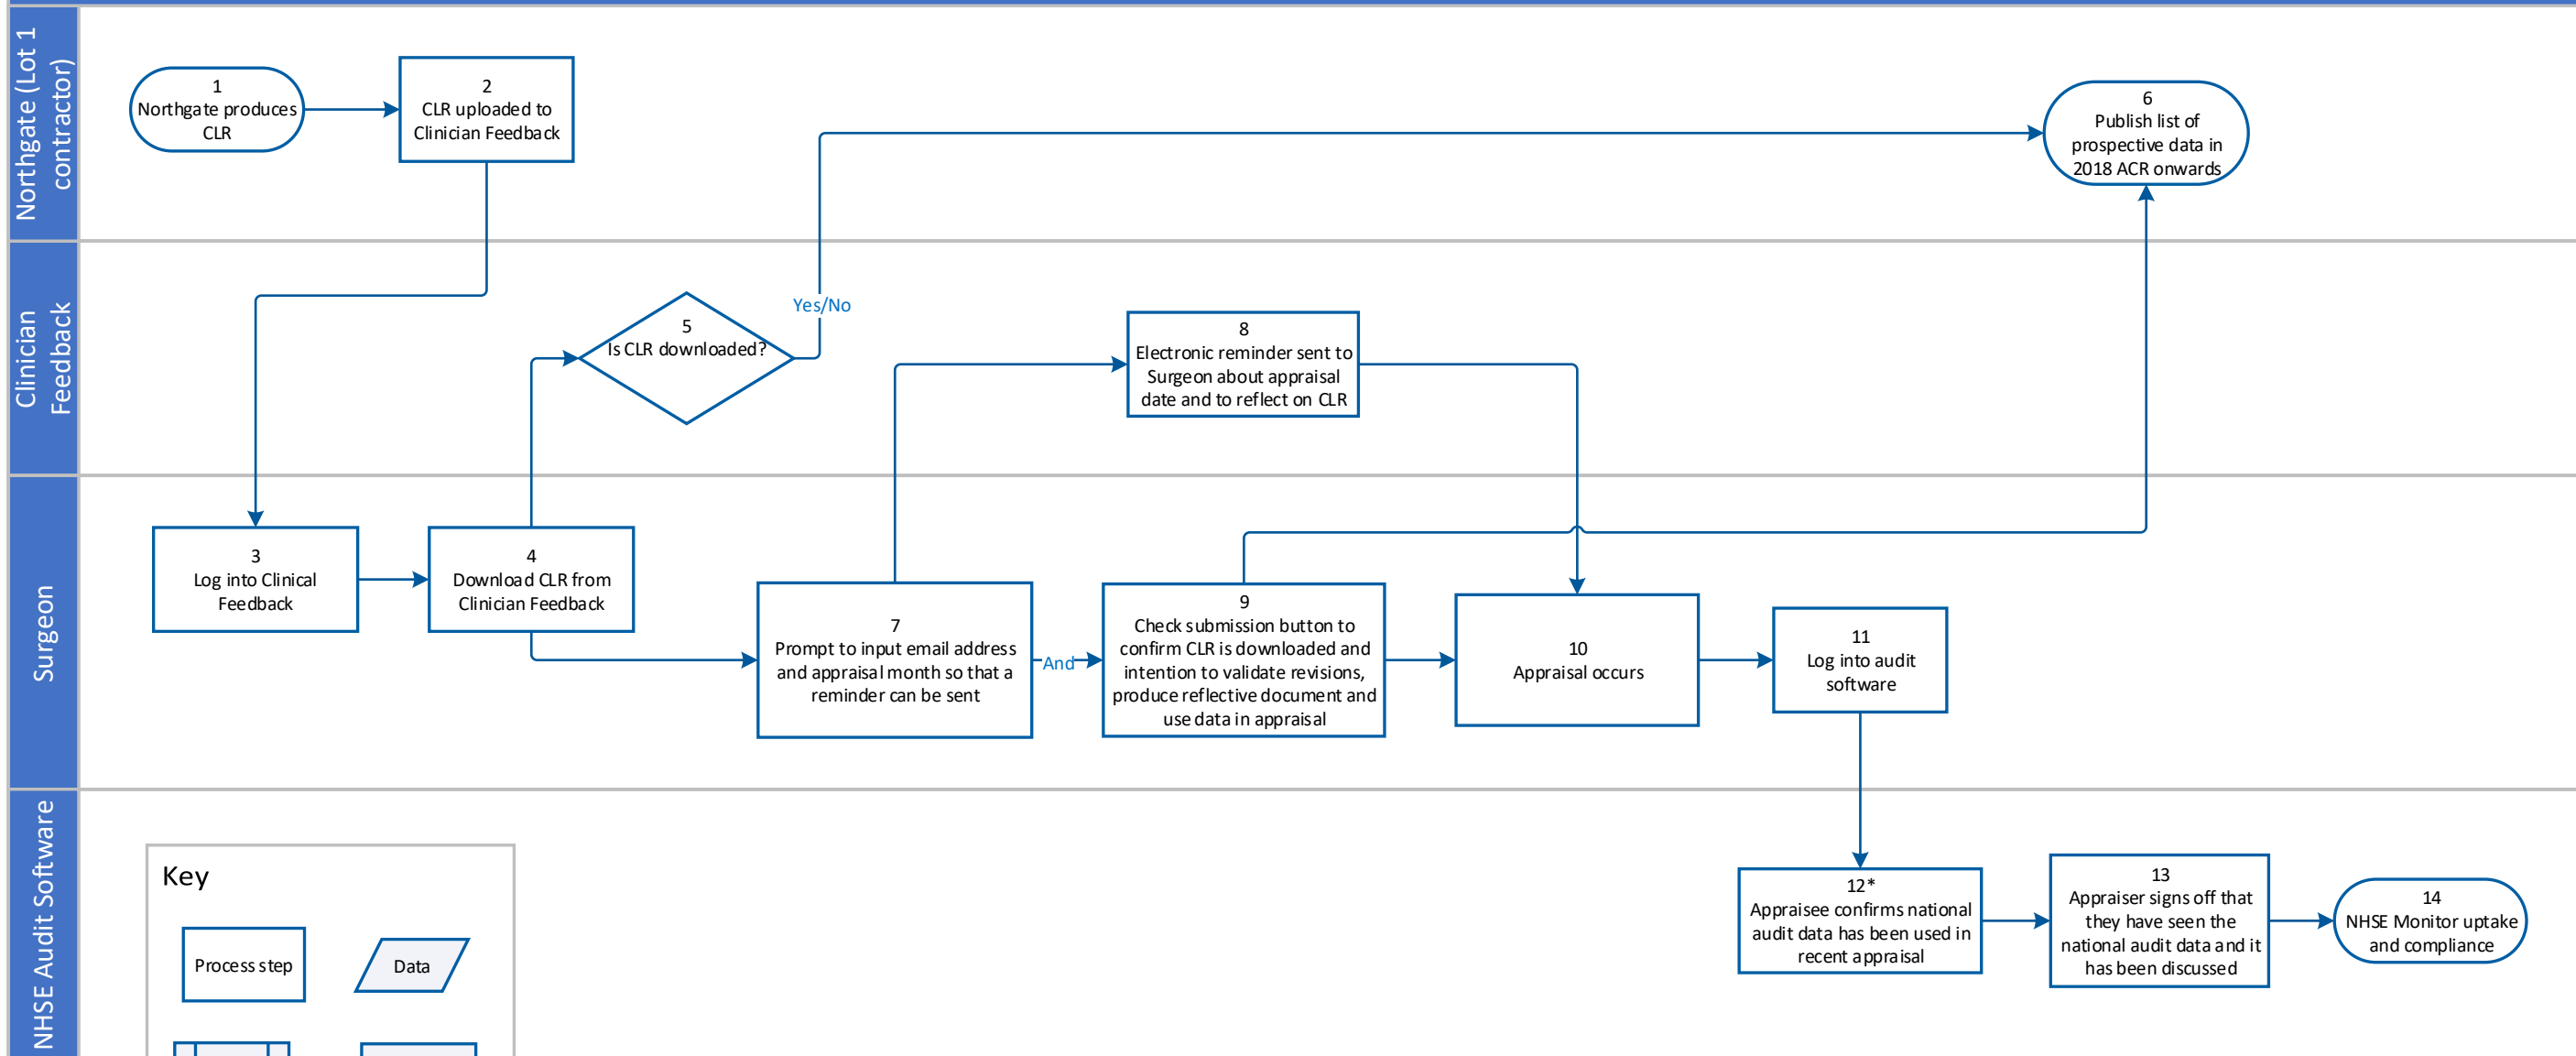 Northgate (Lot 1
contractor)
1
Northgate produces
CLR
2
CLR uploaded to
Clinician Feedback
6
Publish list of
prospective data in
2018 ACR onwards
Clinician
Feedback
5
Is CLR downloaded?
Yes/No
8
Electronic reminder sent to
Surgeon about appraisal
date and to reflect on CLR
Surgeon
3
Log into Clinical
Feedback
4
Download CLR from
Clinician Feedback
7
Prompt to input email address
and appraisal month so that a
reminder can be sent
And
9
Check submission button to
confirm CLR is downloaded and
intention to validate revisions,
produce reflective document and
use data in appraisal
10
Appraisal occurs
11
Log into audit
software
NHSE Audit Software
12*
Appraisee confirms national
audit data has been used in
recent appraisal
13
Appraiser signs off that
they have seen the
national audit data and it
has been discussed
14
NHSE Monitor uptake
and compliance
Key
Process step
Data